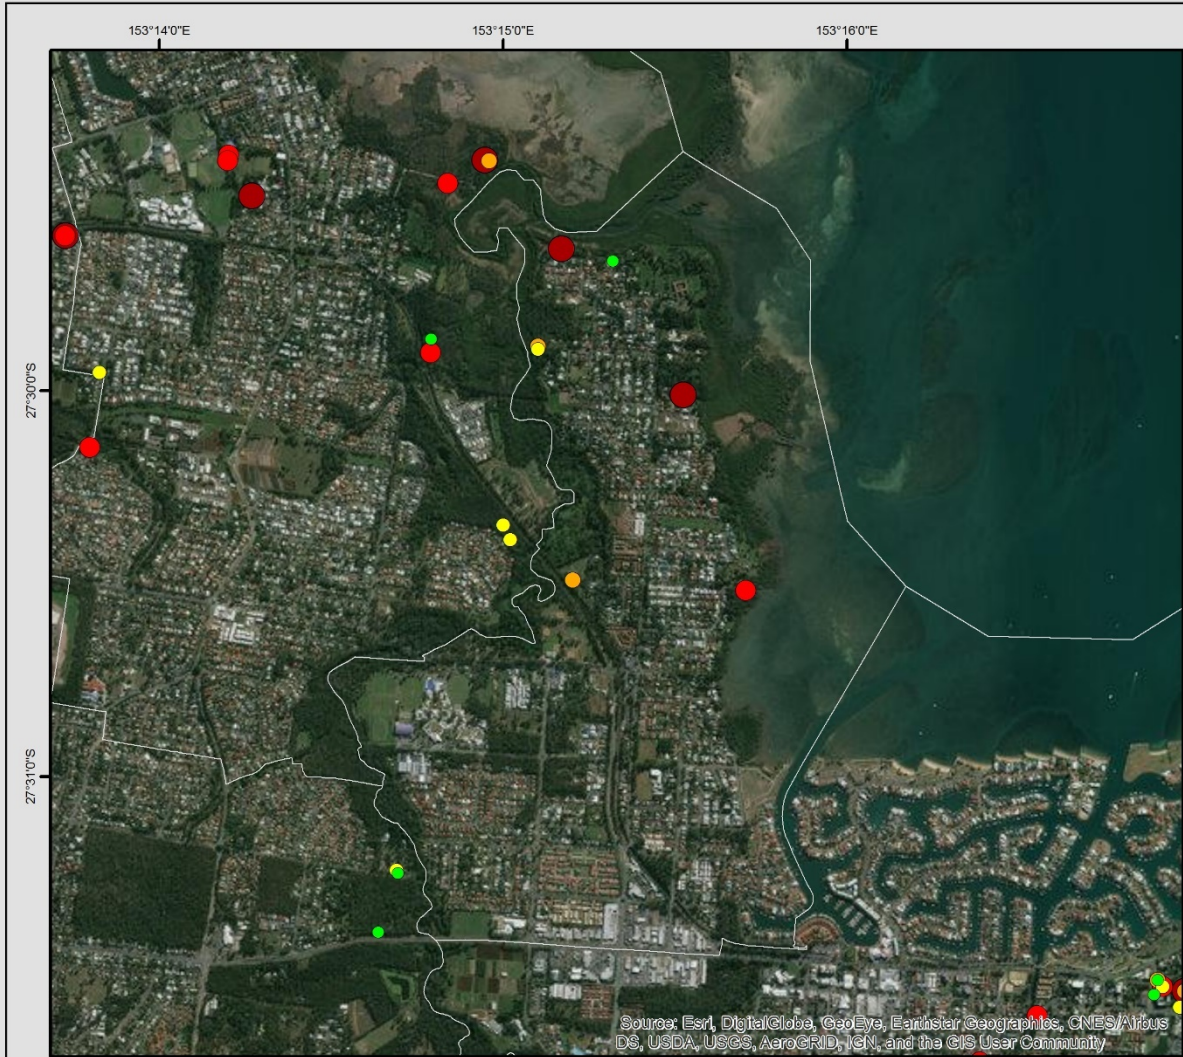 153°14'0"E
153°15'0"E
153°16'0"E
27°30'0"S
27°31'0"S
Source: Esri, DigitalGlobe, GeoEye, Earthstar Geographics, CNES/Airbus
DS, USDA, USGS, AeroGRID, IGN, and the GIS User Community